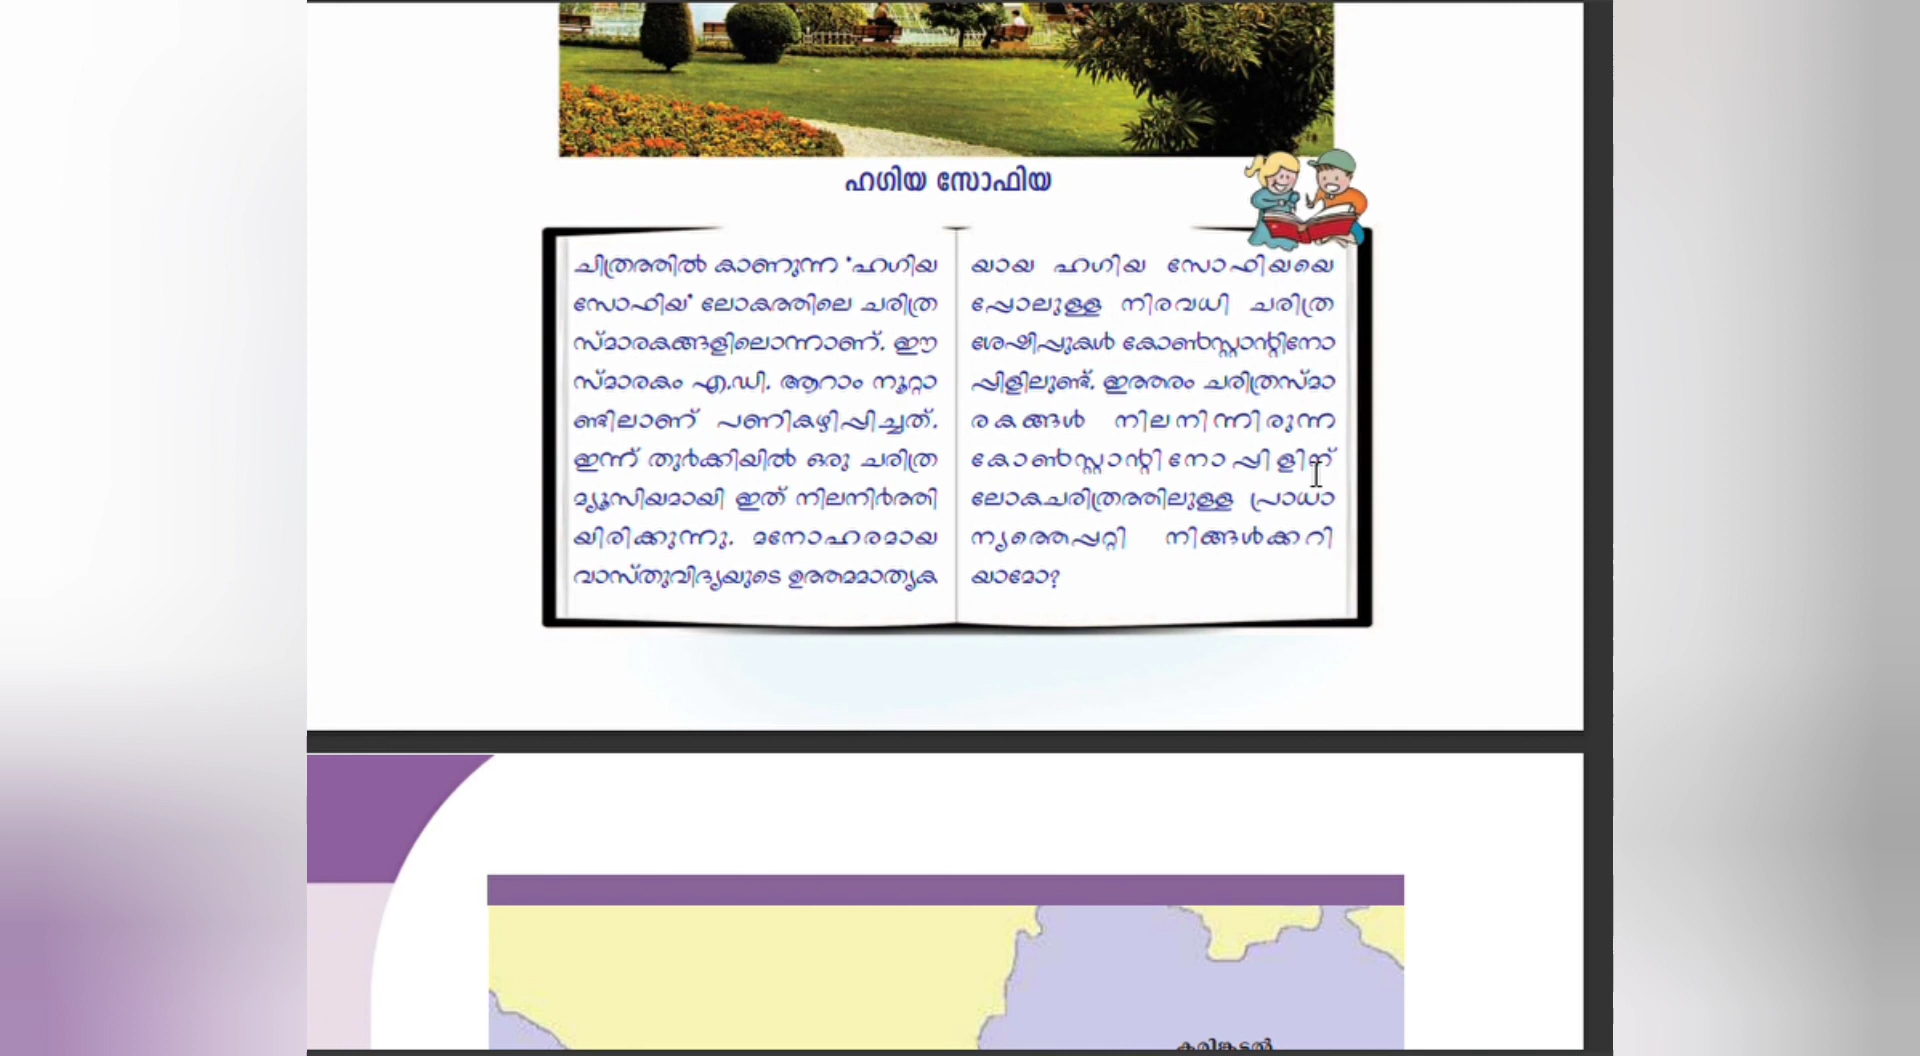 ഹഗിയ സോഫിയ
ചിത്രത്തിൽ കാണുന്ന 'ഹഗിയ
സോഫിയ' ലോകത്തിലെ ചരിത്ര
സ്മാരകങ്ങളിലൊന്നാണ്. ഈ
സ്മാരകം എ.ഡി. ആറാം നൂറ്റാ
ണ്ടിലാണ് പണികഴിപ്പിച്ചത്.
ഇന്ന് തുർക്കിയിൽ ഒരു ചരിത്ര
മ്യൂസിയമായി ഇത് നിലനിർത്തി
യിരിക്കുന്നു. മനോഹരമായ
വാസ്തുവിദ്യയുടെ ഉത്തമമാതൃക
യായ ഹഗിയ സോഫിയയെ
പ്പോലുള്ള നിരവധി ചരിത്ര
ശേഷിപ്പുകൾ കോൺസ്റ്റാന്റിനോ
പ്പിളിലുണ്ട്. ഇത്തരം ചരിത്രസ്മാ
രകങ്ങൾ നിലനിന്നിരുന്ന
കോൺസ്റ്റാന്റിനോപ്പിളിന്
ലോകചരിത്രത്തിലുള്ള പ്രാധാ
ന്യത്തെപ്പറ്റി നിങ്ങൾക്കറി
യാമോ?
കരിങ്കടൽ